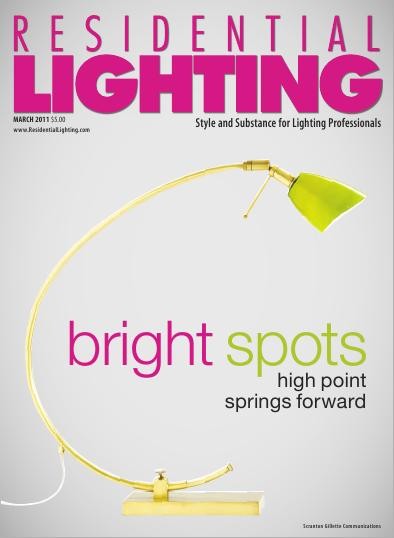 RESIDENTIAL
LIGHTING
MARCH 2011 $5.00
www.ResidentialLighting.com
Style and Substance for Lighting Professionals
bright spots
high point
springs forward
Scranton Gillette Communications